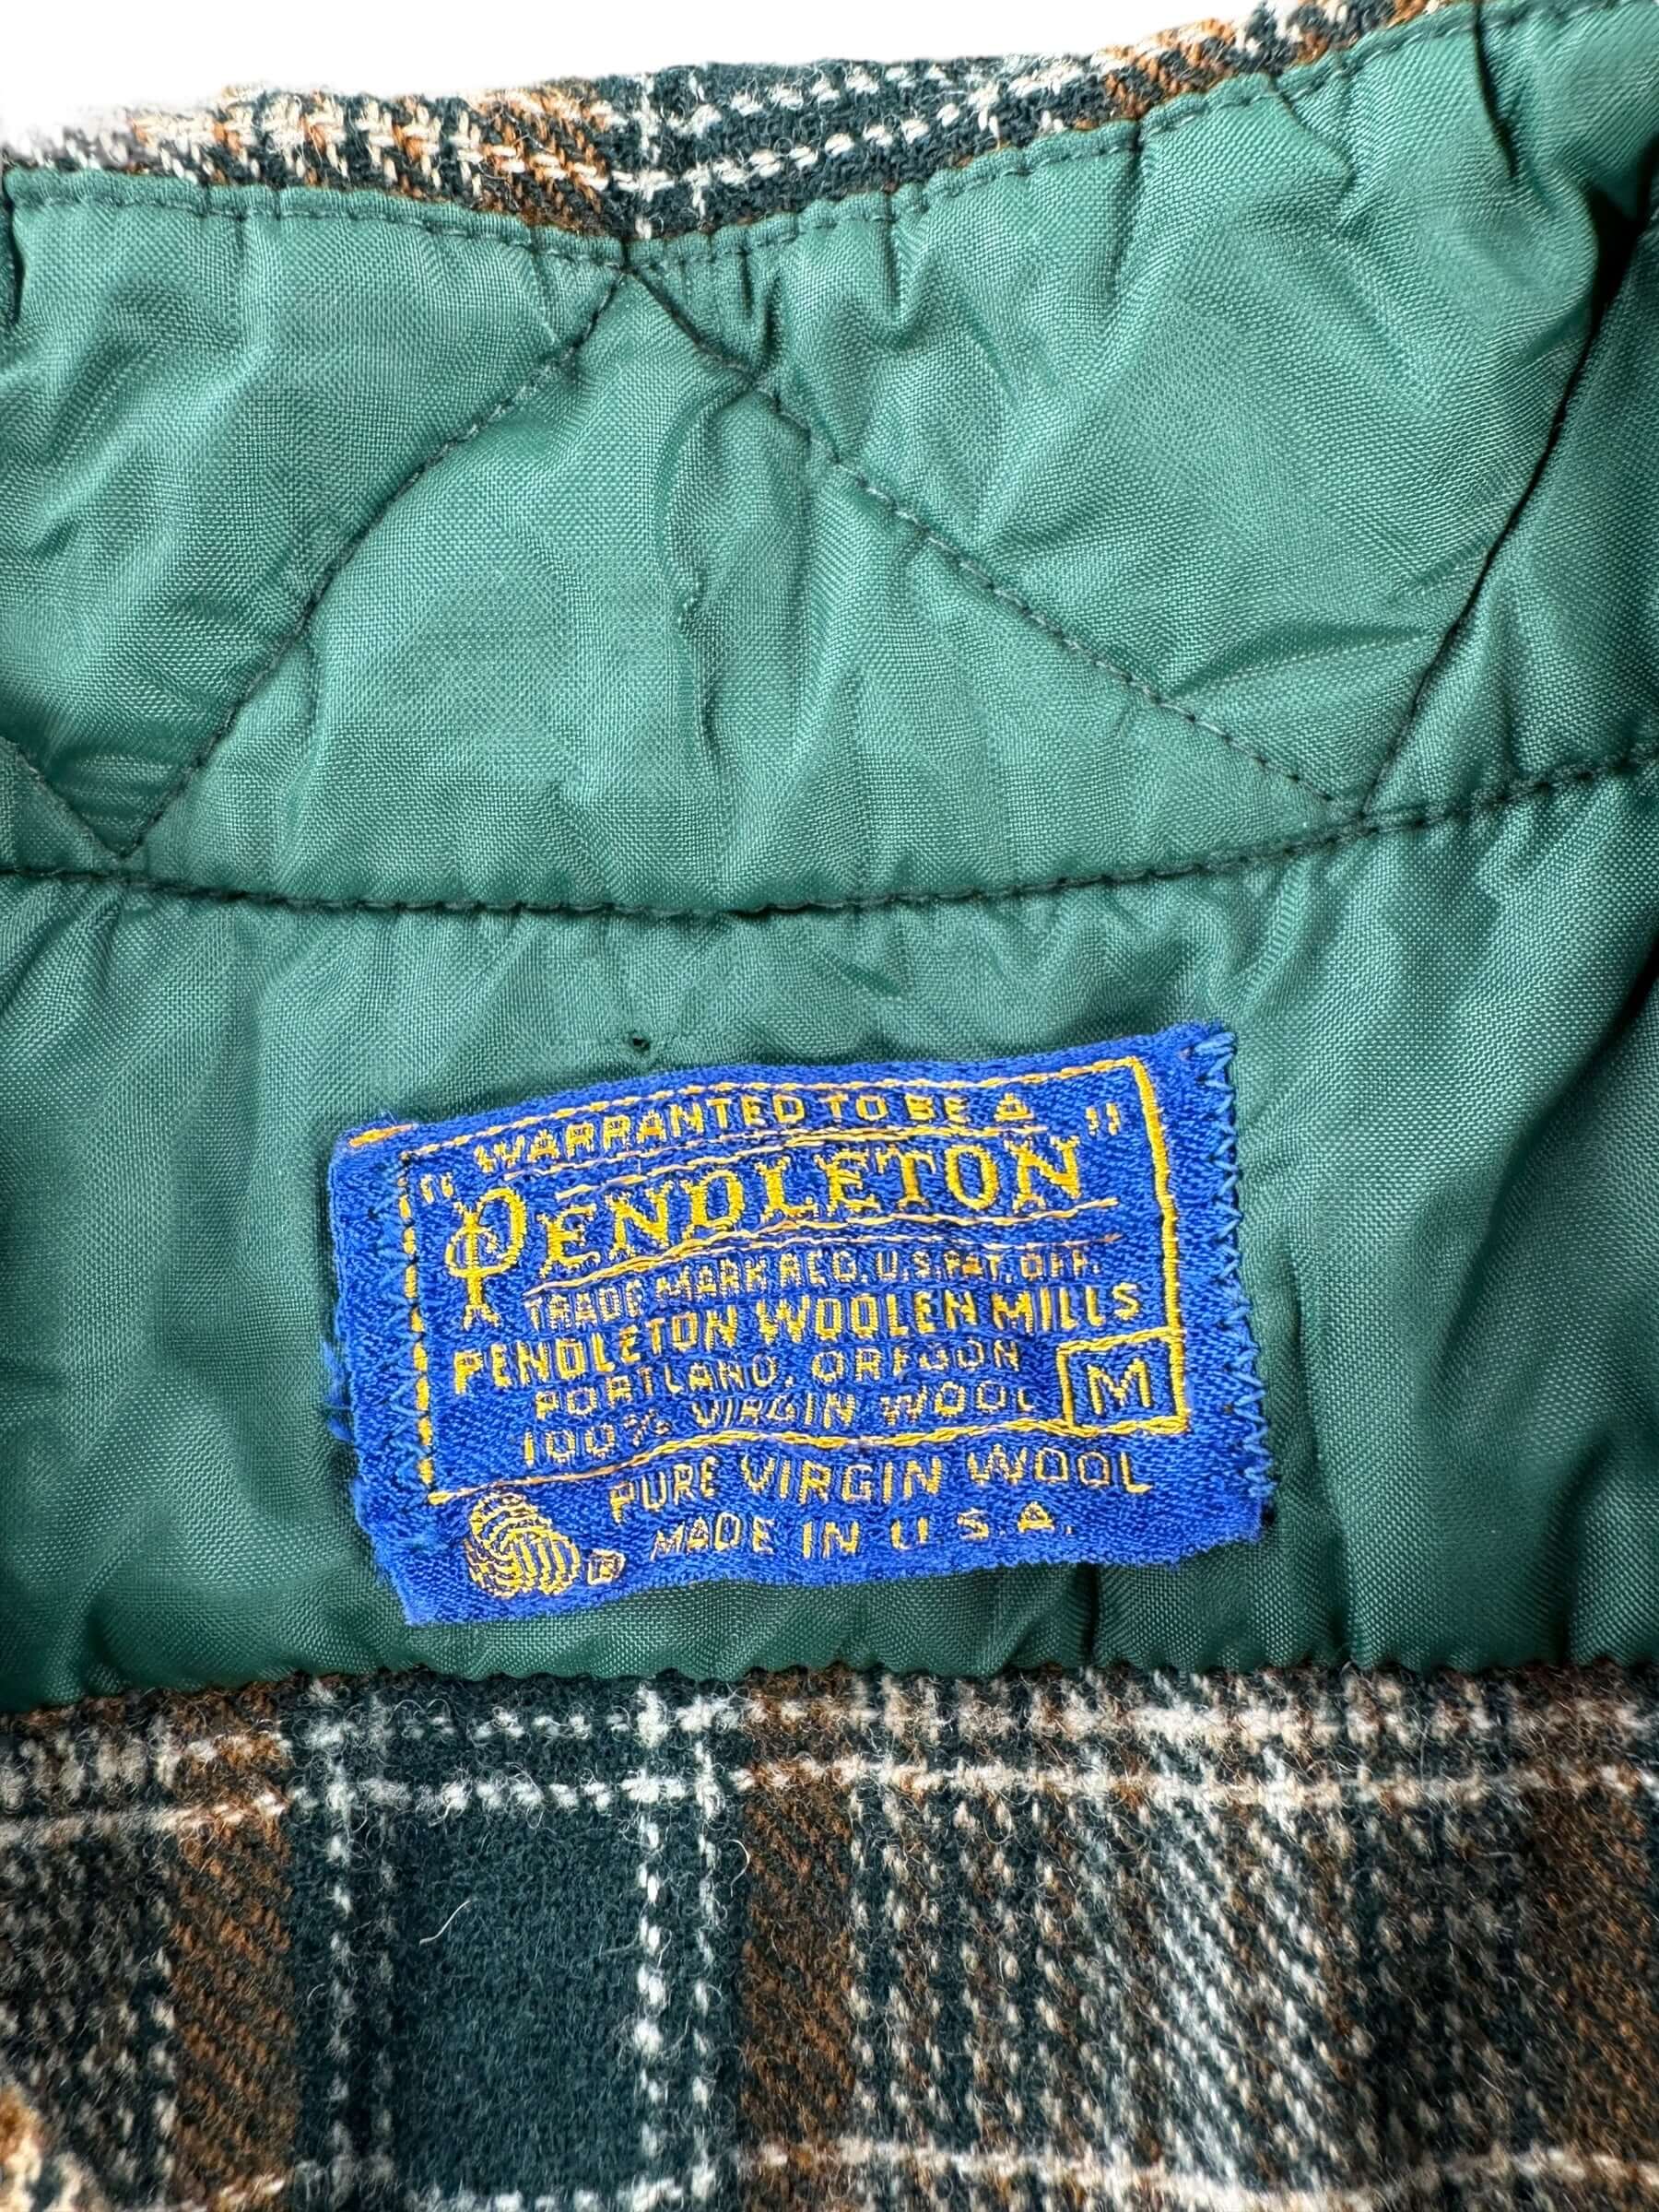 WARRANTED TO BE A
"PENDLETON"
TRADE MARK REG. U.S. PAT. OFF.
PENDLETON WOOLEN MILLS
PORTLAND, OREGON
100% VIRGIN WOOL
M
PURE VIRGIN WOOL
® MADE IN U.S.A.